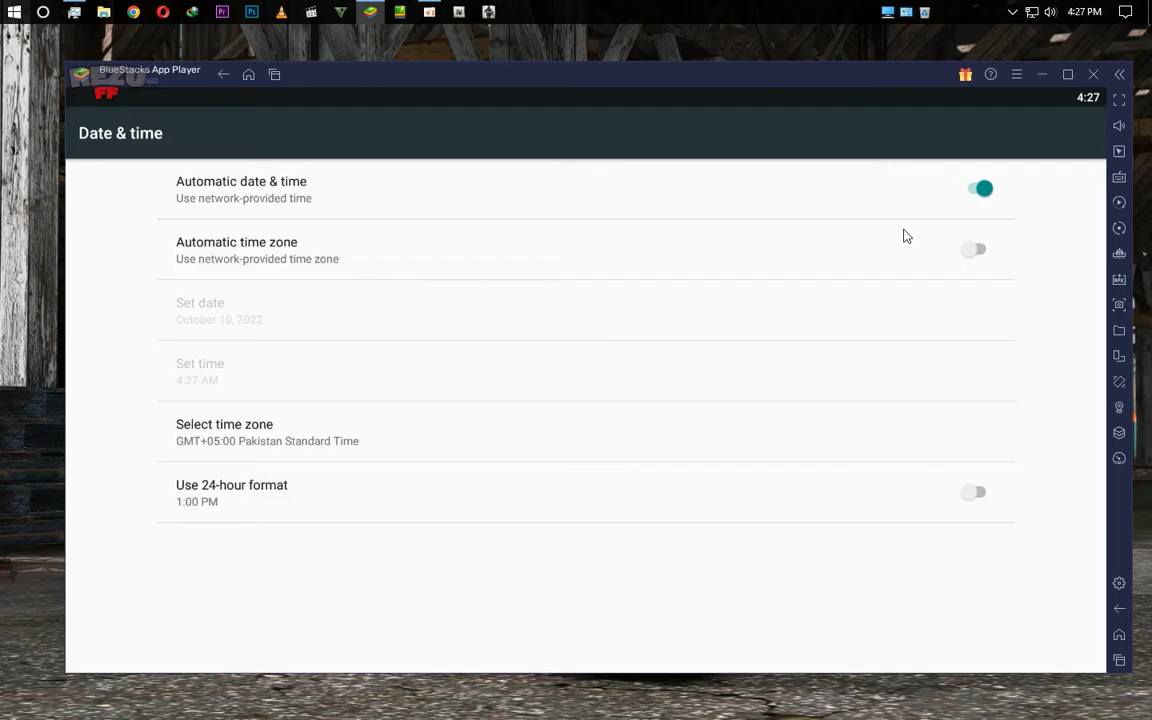 4:27 PM
BlueStacks App Player
FF
4:27
Date & time
Automatic date & time
Use network-provided time
Automatic time zone
Use network-provided time zone
Set date
October 10, 2022
Set time
4:27 AM
Select time zone
GMT+05:00 Pakistan Standard Time
Use 24-hour format
1:00 PM